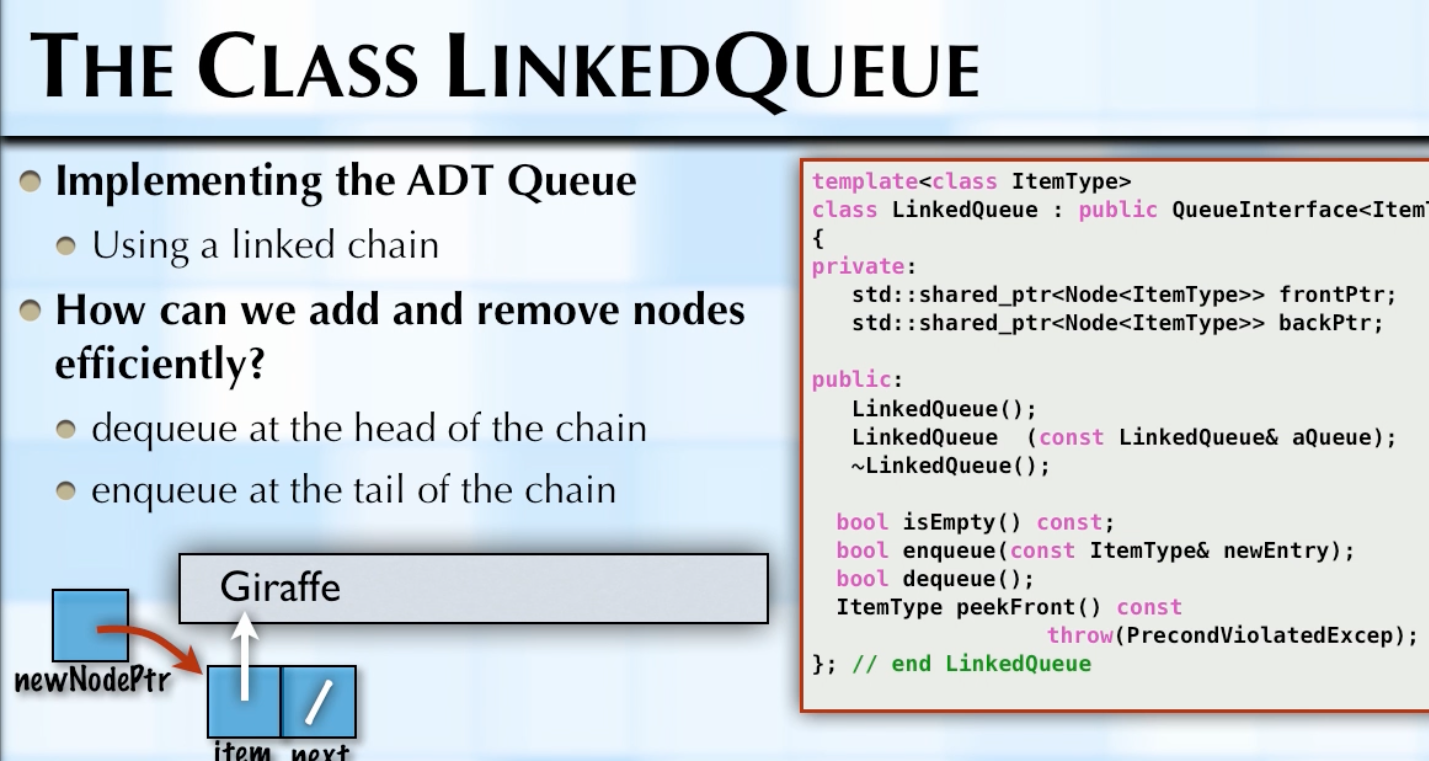 THE CLASS LINKEDQUEUE
Implementing the ADT Queue
Using a linked chain
How can we add and remove nodes
efficiently?
dequeue at the head of the chain
enqueue at the tail of the chain
Giraffe
newNodePtr
item next
template<class ItemType>
class LinkedQueue : public QueueInterface<ItemT
{
private:
std::shared_ptr<Node<ItemType>> frontPtr;
std::shared_ptr<Node<ItemType>> backPtr;
public:
LinkedQueue();
LinkedQueue (const LinkedQueue& aQueue);
~LinkedQueue();
bool isEmpty() const;
bool enqueue(const ItemType& newEntry);
bool dequeue();
ItemType peekFront() const
throw(PrecondViolatedExcep);
}; // end LinkedQueue